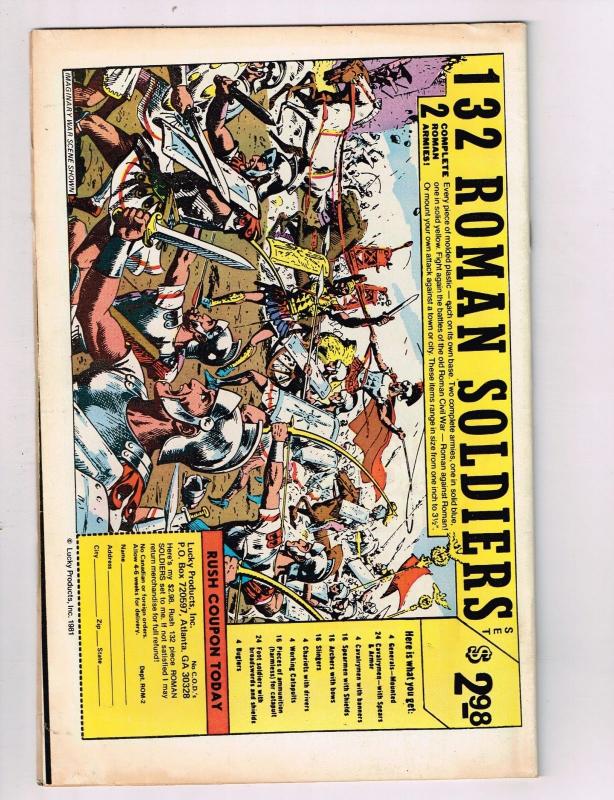 132 ROMAN SOLDIERS
SET $2.98
2 COMPLETE
ROMAN
ARMIES!
Every piece of molded plastic — each on its own base. Two complete armies, one in solid blue,
one in solid yellow. Fight again the battles of the old Roman Civil War — Roman against Roman!
Or mount your own attack against a town or city. These items range in size from one inch to 3½"
IMAGINARY WAR SCENE SHOWN
Here is what you get:
4 Generals—Mounted
24 Cavalrymen—with Spears
& Armor
4 Cavalrymen with banners
16 Spearmen with Shields
16 Archers with bows
16 Slingers
4 Chariots with drivers
4 Working Catapults
16 Pieces of Ammunition
(harmless) for catapult
24 Foot soldiers with
broadswords and shields
4 Buglers
RUSH COUPON TODAY
Lucky Products, Inc. No C.O.D.'s
P.O. Box 720597, Atlanta, GA 30328
Here's my $2.98. Rush 132 piece ROMAN
SOLDIERS set to me. If not satisfied I may
return merchandise for full refund!
No Canadian or foreign orders. Dept. ROM-2
Allow 4-6 weeks for delivery.
Name
Address
City Zip State
© Lucky Products, Inc. 1981